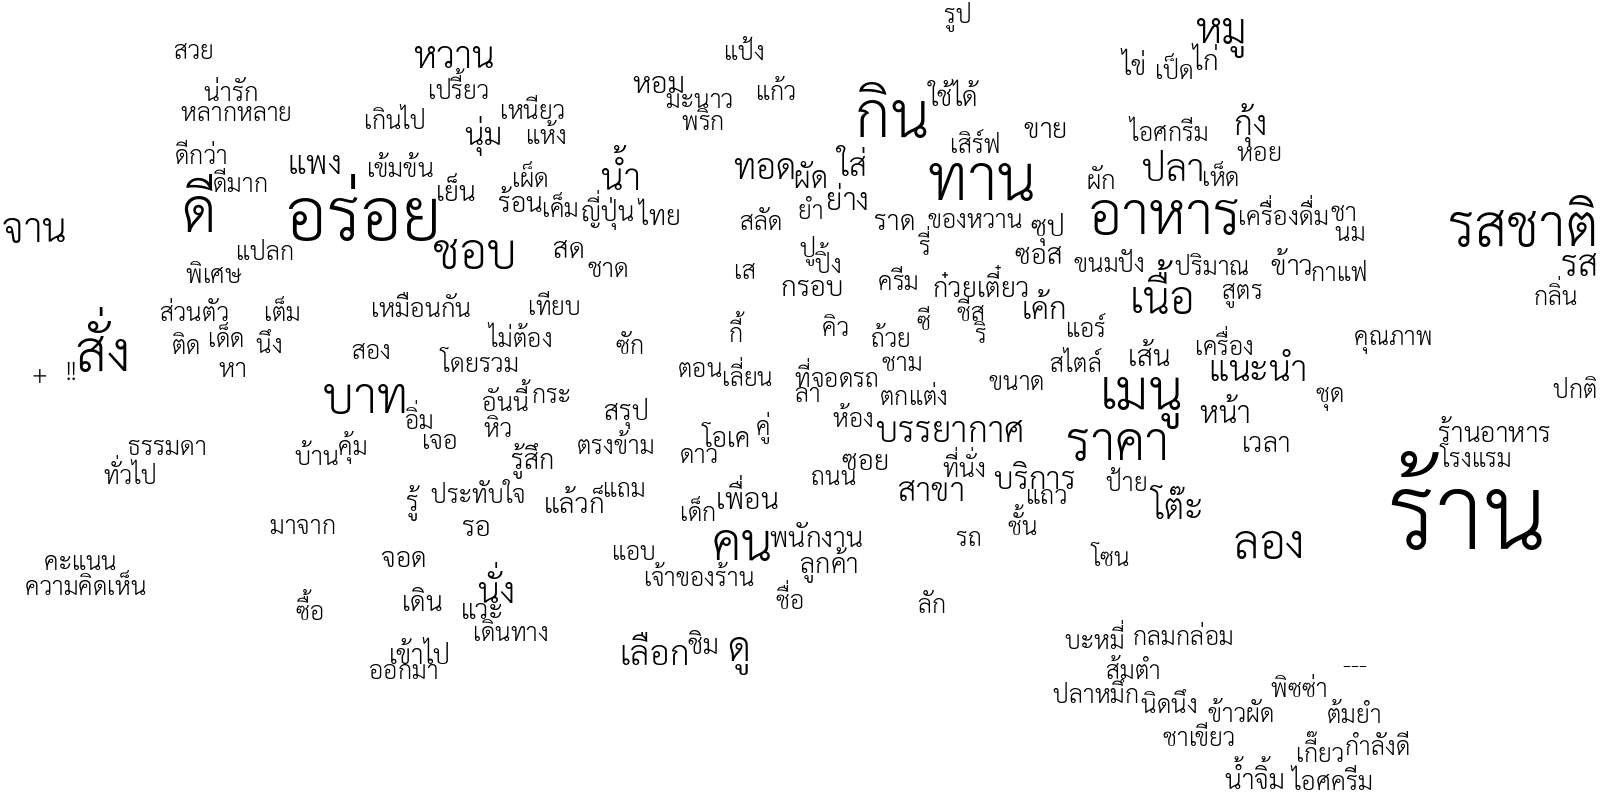 รูป
หมู
สวย หวาน แป้ง
ไข่ เป็ด ไก่
น่ารัก เปรี้ยว หอม มะนาว แก้ว ใช้ได้
หลากหลาย เกินไป เหนียว พริก กิน
นุ่ม แห้ง เสิร์ฟ ขาย ไอศกรีม กุ้ง
ดีกว่า แพง เข้มข้น ทอด ใส่ หอย
ดีมาก เย็น เผ็ด น้ำ ผัด ทาน ผัก ปลา เห็ด
ดี อร่อย ร้อน เค็ม ญี่ปุ่น ไทย สลัด ยำ ย่าง ราด ของหวาน ซุป อาหาร เครื่องดื่ม ชา
จาน นม รสชาติ
แปลก ชอบ สด ปู รี่ ซอส
พิเศษ ชาด เส ปิ้ง ขนมปัง ปริมาณ ข้าว กาแฟ รส
กรอบ ครีม ก๋วยเตี๋ยว เนื้อ สูตร กลิ่น
ส่วนตัว เต็ม เหมือนกัน เทียบ ชีส เค้ก
สั่ง ติด เด็ด นึ่ง ไม่ต้อง ซัก กี้ คิว ถ้วย ซี ริ แอร์ คุณภาพ
หา สอง โดยรวม ตอน เลี่ยน ที่จอดรถ ชาม สไตล์ เส้น เครื่อง
+ !! แนะนำ
บาท อันนี้ กระ ลา ตกแต่ง ขนาด เมนู ชุด ปกติ
อิ่ม หิว สรุป คู่ ห้อง หน้า
ธรรมดา บ้าน คุ้ม เจอ ตรงข้าม โอเค บรรยากาศ ราคา เวลา ร้านอาหาร
ทั่วไป รู้สึก ดาว ซอย ที่นั่ง โรงแรม
รู้ ประทับใจ แล้วก็ แถม ถนน สาขา บริการ แถว ป้าย
เด็ก เพื่อน โต๊ะ ร้าน
มาจาก รอ คน พนักงาน รถ ชั้น ลอง
คะแนน จอด แอบ ลูกค้า โซน
ความคิดเห็น เจ้าของร้าน
ซื้อ เดิน นั่ง แวะ ชื่อ ลัก
เดินทาง
เข้าไป เลือก ชิม ดู บะหมี่ กลมกล่อม
ออกมา ส้มตำ ---
ปลาหมึก นิดนึง พิซซ่า
ข้าวผัด ต้มยำ
ชาเขียว เกี๊ยว กำลังดี
น้ำจิ้ม ไอศครีม